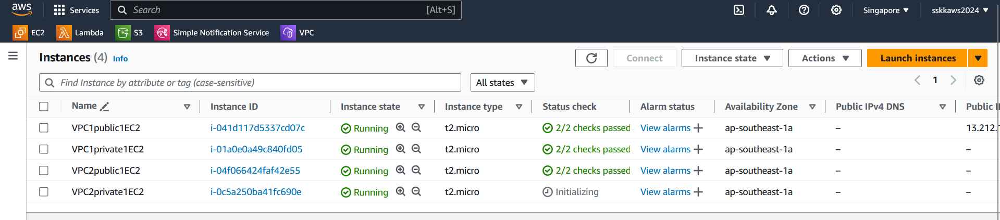 aws Services Search [Alt+S] Singapore sskkaws2024
EC2 Lambda S3 Simple Notification Service VPC
Instances (4) Info Connect Instance state Actions Launch instances
Find Instance by attribute or tag (case-sensitive) All states 1
Name Instance ID Instance state Instance type Status check Alarm status Availability Zone Public IPv4 DNS Public
VPC1public1EC2 i-041d117d5337cd07c Running t2.micro 2/2 checks passed View alarms + ap-southeast-1a – 13.212.
VPC1private1EC2 i-01a0e0a49c840fd05 Running t2.micro 2/2 checks passed View alarms + ap-southeast-1a – –
VPC2public1EC2 i-04f066424faf42e55 Running t2.micro 2/2 checks passed View alarms + ap-southeast-1a – –
VPC2private1EC2 i-0c5a250ba41fc690e Running t2.micro Initializing View alarms + ap-southeast-1a – –